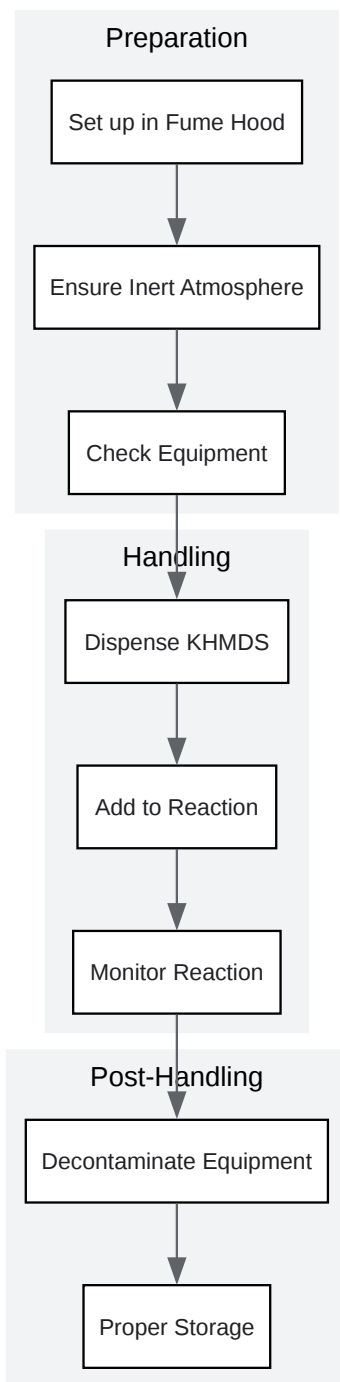 Preparation
Set up in Fume Hood
Ensure Inert Atmosphere
Check Equipment
Handling
Dispense KHMDS
Add to Reaction
Monitor Reaction
Post-Handling
Decontaminate Equipment
Proper Storage